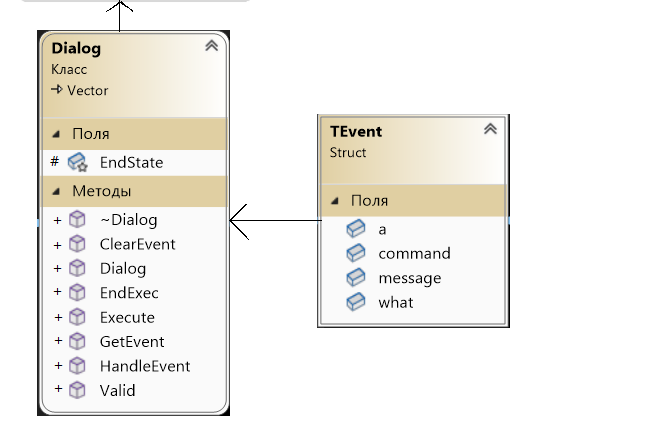 Dialog
Класс
Vector
Поля
# EndState
Методы
+ ~Dialog
+ ClearEvent
+ Dialog
+ EndExec
+ Execute
+ GetEvent
+ HandleEvent
+ Valid
TEvent
Struct
Поля
a
command
message
what